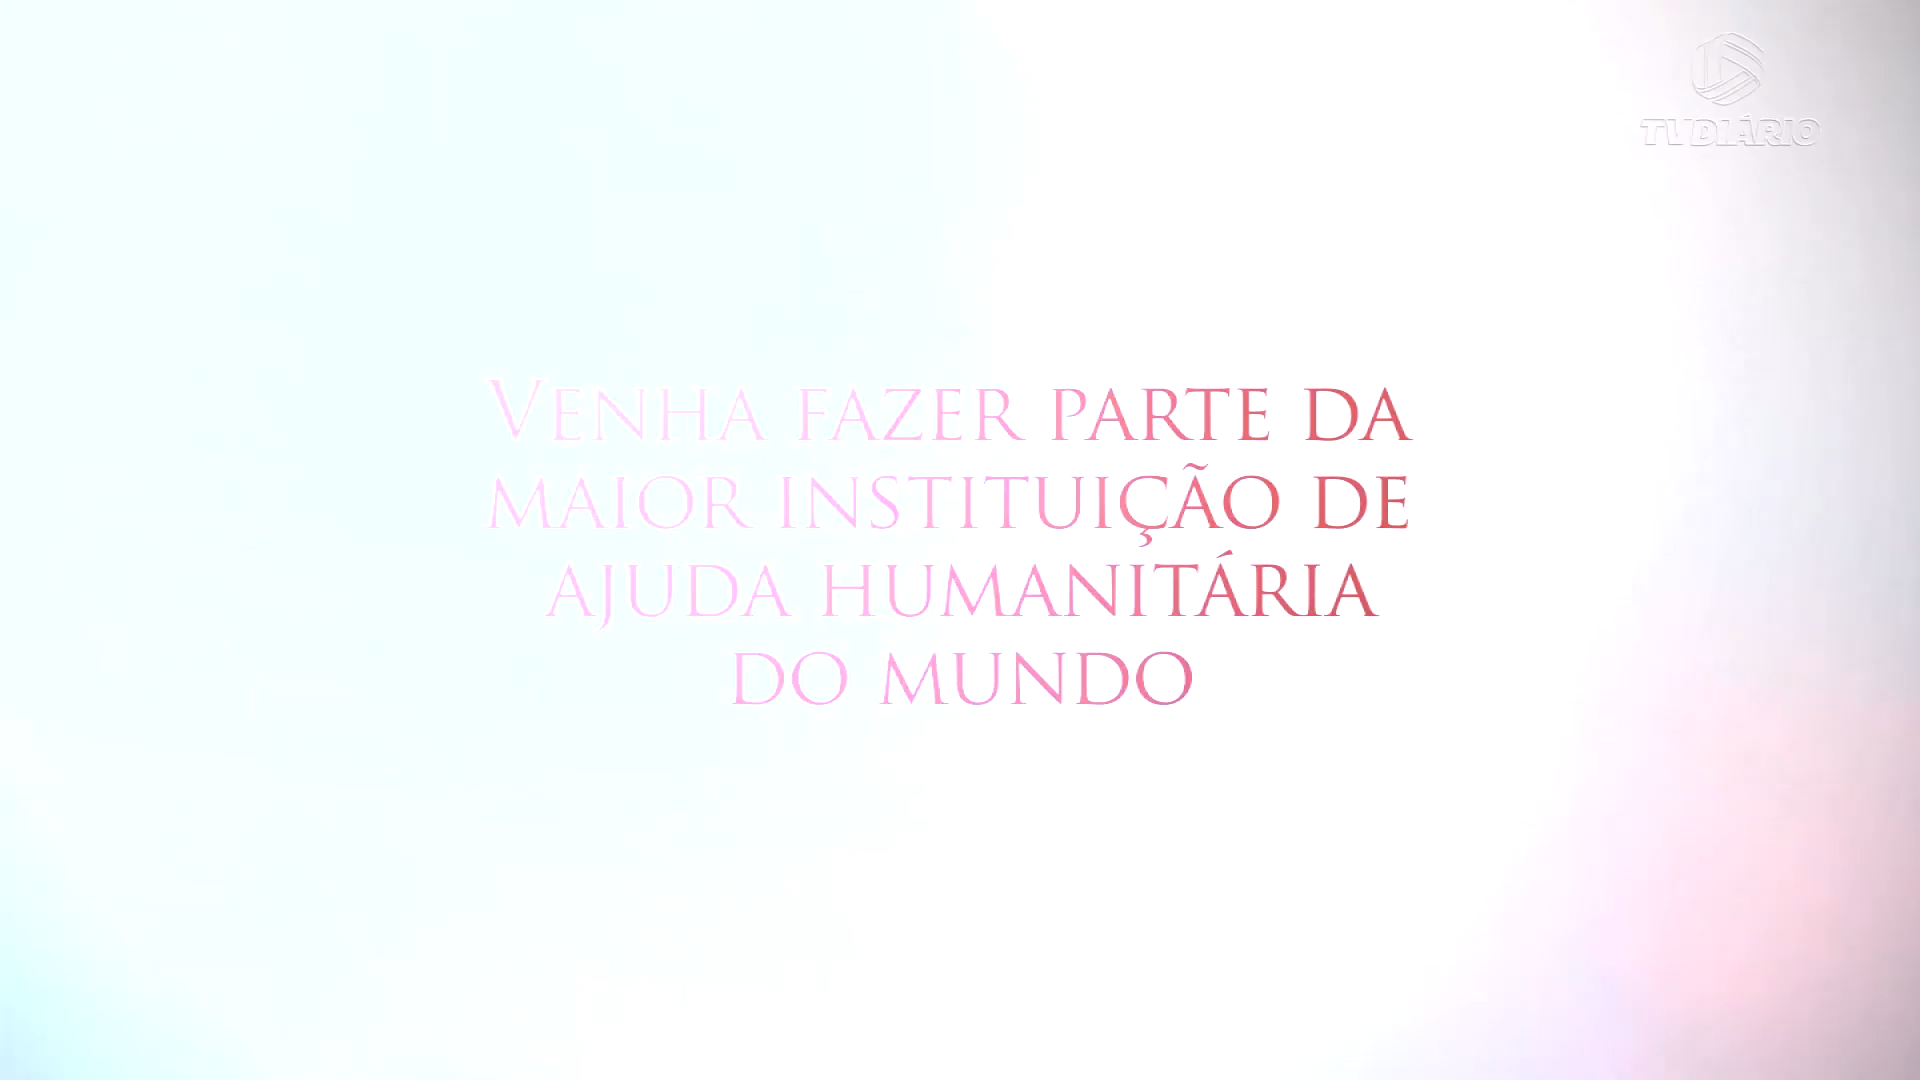 TV DIÁRIO
VENHA FAZER PARTE DA
MAIOR INSTITUIÇÃO DE
AJUDA HUMANITÁRIA
DO MUNDO